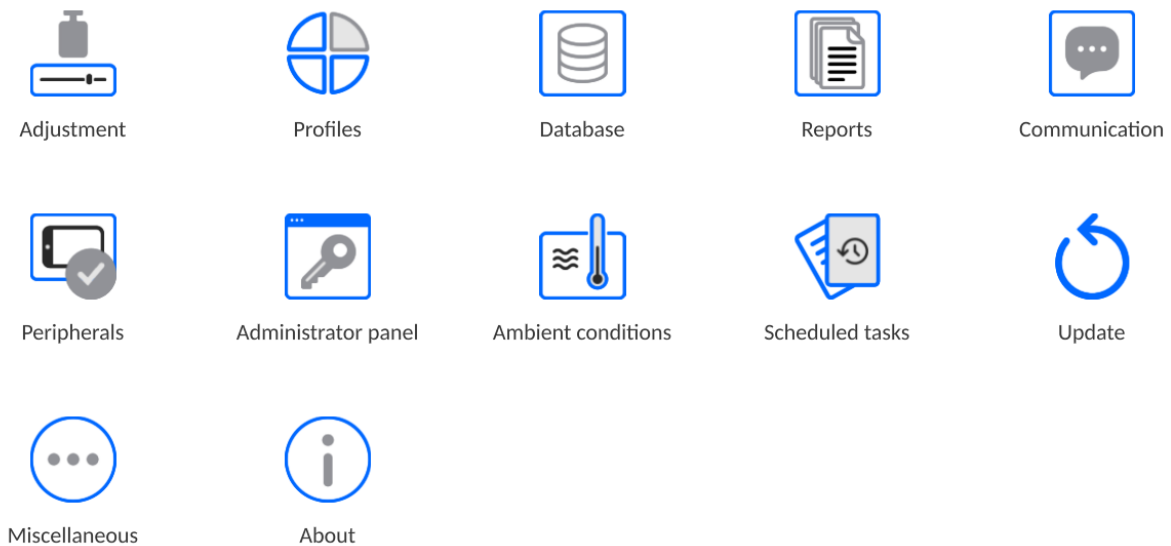 Adjustment
Profiles
Database
Reports
Communication
Peripherals
Administrator panel
Ambient conditions
Scheduled tasks
Update
Miscellaneous
About